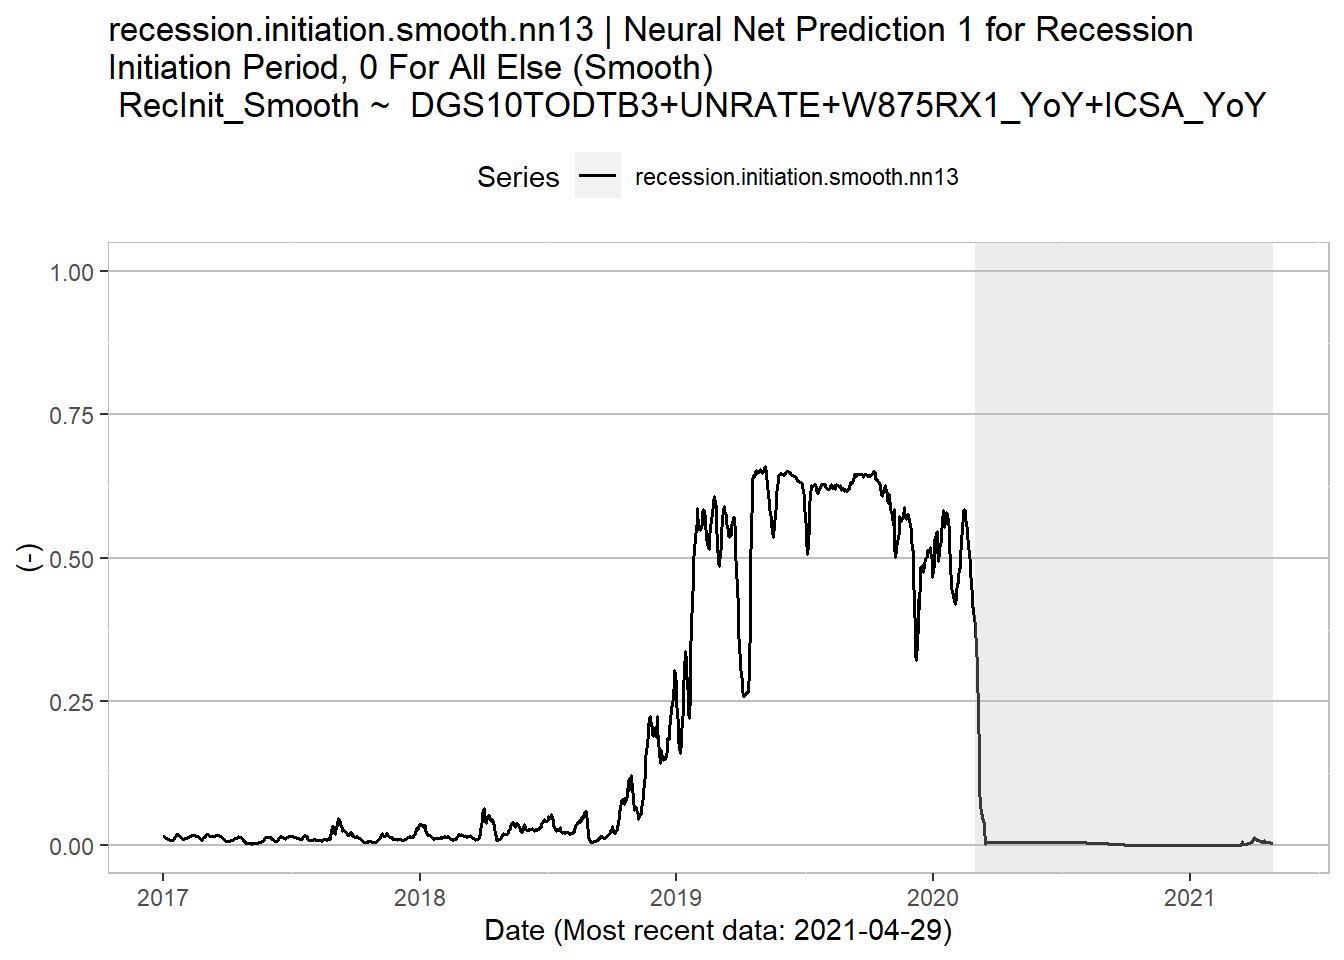 recession.initiation.smooth.nn13 | Neural Net Prediction 1 for Recession
Initiation Period, 0 For All Else (Smooth)
RecInit_Smooth ~ DGS10TODTB3+UNRATE+W875RX1_YoY+ICSA_YoY
Series
recession.initiation.smooth.nn13
1.00
0.75
0.50
0.25
0.00
(-)
2017
2018
2019
2020
2021
Date (Most recent data: 2021-04-29)